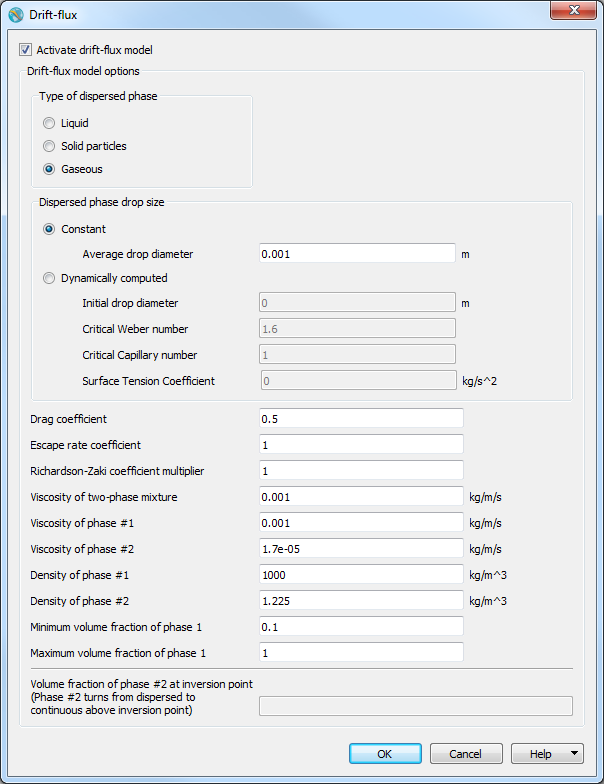 Drift-flux
Activate drift-flux model
Drift-flux model options
Type of dispersed phase
Liquid
Solid particles
Gaseous
Dispersed phase drop size
Constant
Average drop diameter 0.001 m
Dynamically computed
Initial drop diameter 0 m
Critical Weber number 1.6
Critical Capillary number 1
Surface Tension Coefficient 0 kg/s^2
Drag coefficient 0.5
Escape rate coefficient 1
Richardson-Zaki coefficient multiplier 1
Viscosity of two-phase mixture 0.001 kg/m/s
Viscosity of phase #1 0.001 kg/m/s
Viscosity of phase #2 1.7e-05 kg/m/s
Density of phase #1 1000 kg/m^3
Density of phase #2 1.225 kg/m^3
Minimum volume fraction of phase 1 0.1
Maximum volume fraction of phase 1 1
Volume fraction of phase #2 at inversion point
(Phase #2 turns from dispersed to
continuous above inversion point)
OK Cancel Help